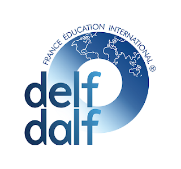 FRANCE EDUCATION INTERNATIONAL ®
delf
dalf